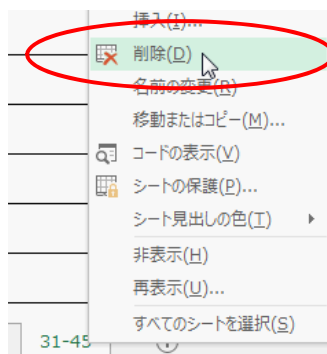 挿入(I)...
削除(D)
名前の変更(R)
移動またはコピー(M)...
コードの表示(V)
シートの保護(P)...
シート見出しの色(T)
非表示(H)
再表示(U)...
すべてのシートを選択(S)
31-45